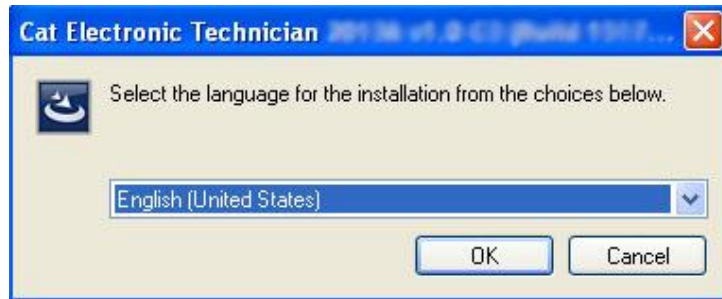 Cat Electronic Technician
Select the language for the installation from the choices below.
English (United States)
OK
Cancel